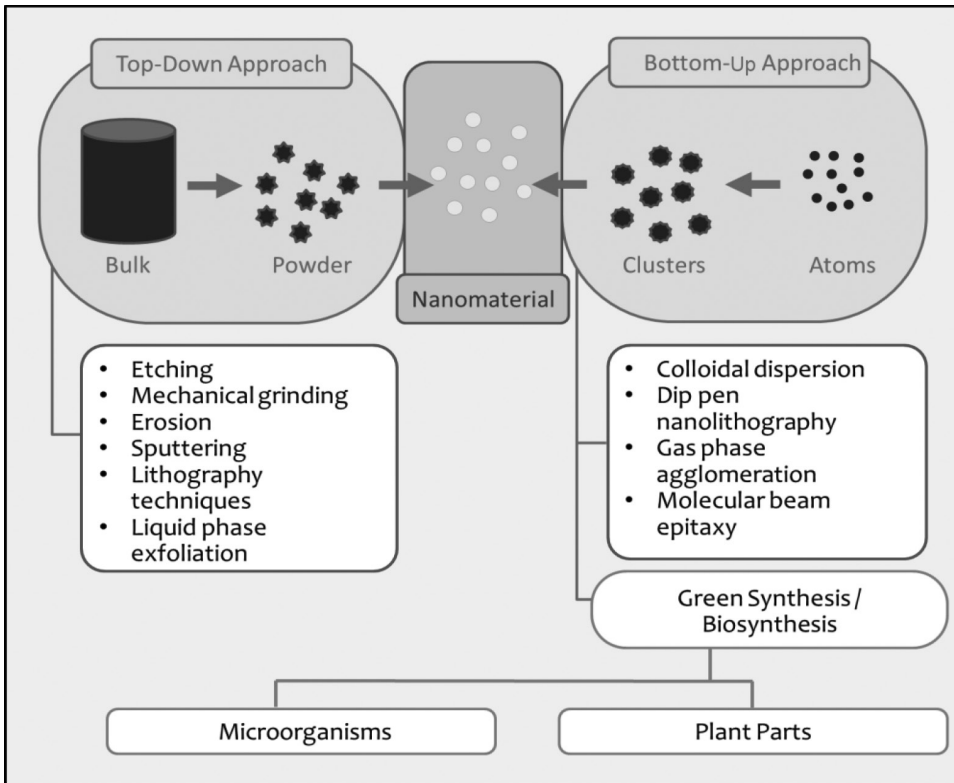 Top-Down Approach
Bottom-Up Approach
Bulk
Powder
Nanomaterial
Clusters
Atoms
• Etching
• Mechanical grinding
• Erosion
• Sputtering
• Lithography
techniques
• Liquid phase
exfoliation
• Colloidal dispersion
• Dip pen
nanolithography
• Gas phase
agglomeration
• Molecular beam
epitaxy
Green Synthesis /
Biosynthesis
Microorganisms
Plant Parts